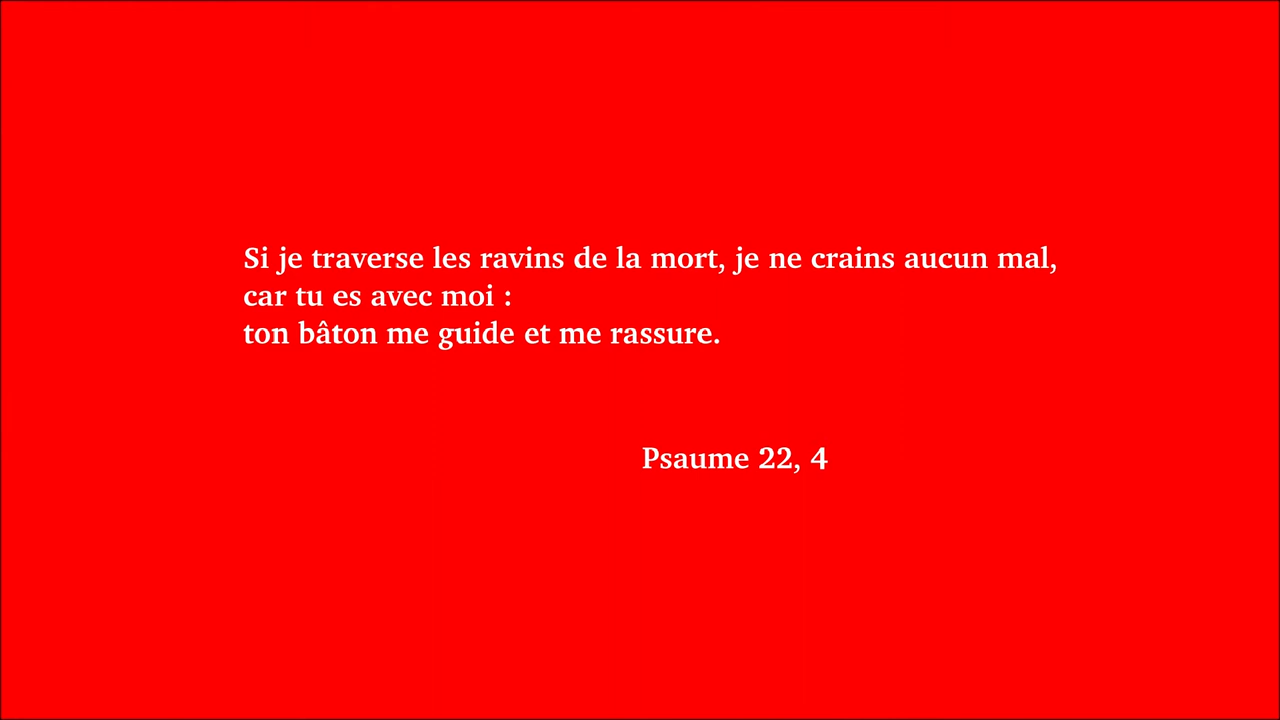 Si je traverse les ravins de la mort, je ne crains aucun mal,
car tu es avec moi :
ton bâton me guide et me rassure.
Psaume 22, 4